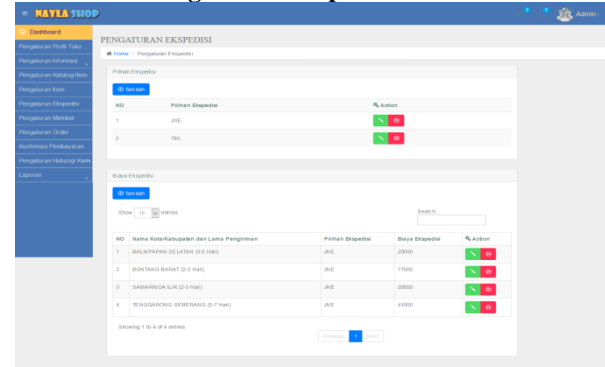 NAYLA SHOP
Admin
Dashboard
Pengaturan Profil Toko
Pengaturan Informasi
Pengaturan Katalog Item
Pengaturan Item
Pengaturan Ekspedisi
Pengaturan Member
Pengaturan Order
Konfirmasi Pembayaran
Pengaturan Hubungi Kami
Laporan
PENGATURAN EKSPEDISI
Home Pengaturan Ekspedisi
Pilihan Ekspedisi
Tambah
NO Pilihan Ekspedisi Action
1 JNE
2 TIKI
Biaya Ekspedisi
Tambah
Show 10 entries
Search:
NO Nama Kota/Kabupaten dan Lama Pengiriman Pilihan Ekspedisi Biaya Ekspedisi Action
1 BALIKPAPAN SELATAN (3-5 Hari) JNE 20000
2 BONTANG BARAT (2-3 Hari) JNE 17000
3 SAMARINDA ILIR (2-3 Hari) JNE 20000
4 TENGGARONG SEBERANG (5-7 Hari) JNE 41000
Showing 1 to 4 of 4 entries
Previous 1 Next